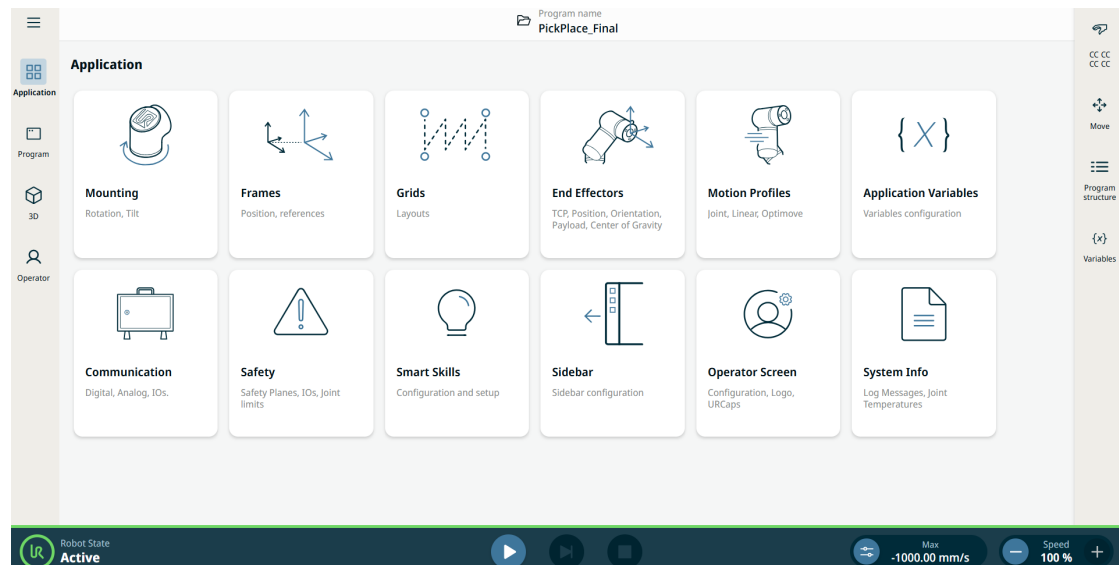 Program name
PickPlace_Final
Application
Application
Program
3D
Operator
Mounting
Rotation, Tilt
Frames
Position, references
Grids
Layouts
End Effectors
TCP, Position, Orientation,
Payload, Center of Gravity
Motion Profiles
Joint, Linear, Optimove
{X}
Application Variables
Variables configuration
Communication
Digital, Analog, IOs.
Safety
Safety Planes, IOs, Joint
limits
Smart Skills
Configuration and setup
Sidebar
Sidebar configuration
Operator Screen
Configuration, Logo,
URCaps
System Info
Log Messages, Joint
Temperatures
CC CC
CC CC
Move
Program
structure
{x}
Variables
UR
Robot State
Active
Max
-1000.00 mm/s
Speed
100 %